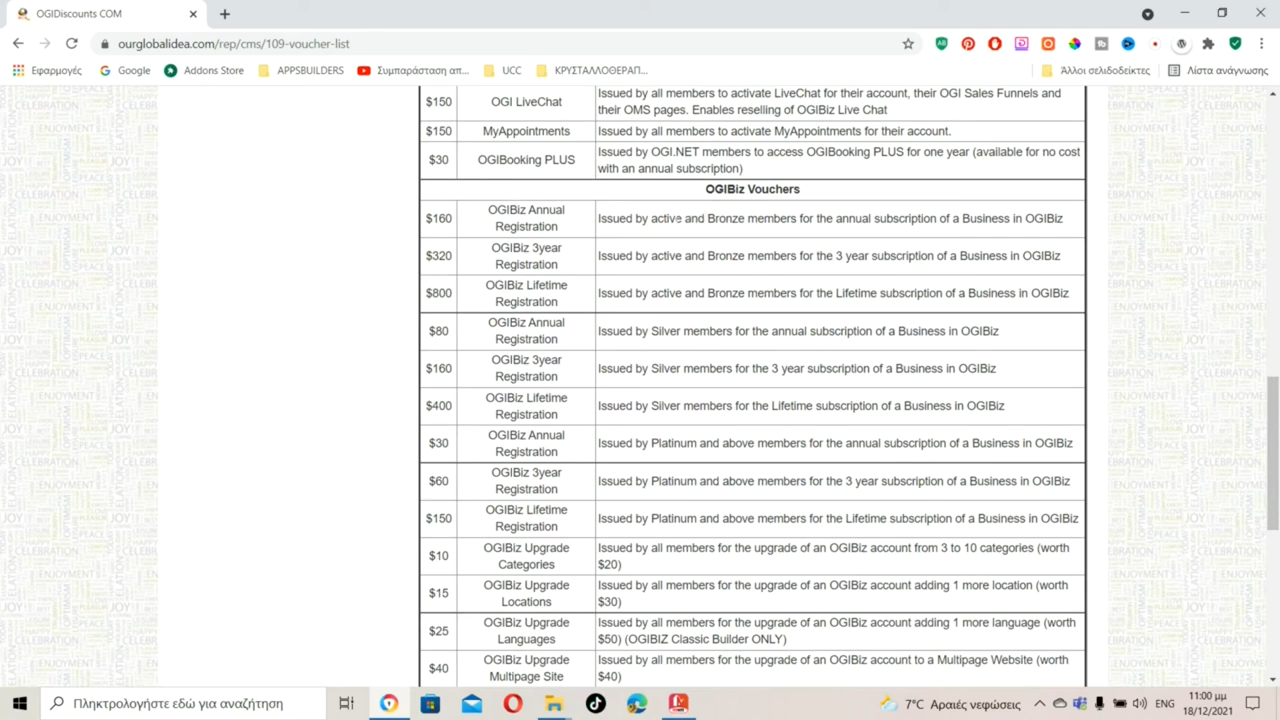 OGIDiscounts COM
ourglobalidea.com/rep/cms/109-voucher-list
Εφαρμογές Google Addons Store APPSBUILDERS Συμπαράσταση απ... UCC ΚΡΥΣΤΑΛΛΟΘΕΡΑΠ... Άλλοι σελιδοδείκτες Λίστα ανάγνωσης
$150 OGI LiveChat Issued by all members to activate LiveChat for their account, their OGI Sales Funnels and
their OMS pages. Enables reselling of OGIBiz Live Chat
$150 MyAppointments Issued by all members to activate MyAppointments for their account.
$30 OGIBooking PLUS Issued by OGI.NET members to access OGIBooking PLUS for one year (available for no cost
with an annual subscription)
OGIBiz Vouchers
$160 OGIBiz Annual Issued by active and Bronze members for the annual subscription of a Business in OGIBiz
Registration
$320 OGIBiz 3year Issued by active and Bronze members for the 3 year subscription of a Business in OGIBiz
Registration
$800 OGIBiz Lifetime Issued by active and Bronze members for the Lifetime subscription of a Business in OGIBiz
Registration
$80 OGIBiz Annual Issued by Silver members for the annual subscription of a Business in OGIBiz
Registration
$160 OGIBiz 3year Issued by Silver members for the 3 year subscription of a Business in OGIBiz
Registration
$400 OGIBiz Lifetime Issued by Silver members for the Lifetime subscription of a Business in OGIBiz
Registration
$30 OGIBiz Annual Issued by Platinum and above members for the annual subscription of a Business in OGIBiz
Registration
$60 OGIBiz 3year Issued by Platinum and above members for the 3 year subscription of a Business in OGIBiz
Registration
$150 OGIBiz Lifetime Issued by Platinum and above members for the Lifetime subscription of a Business in OGIBiz
Registration
$10 OGIBiz Upgrade Issued by all members for the upgrade of an OGIBiz account from 3 to 10 categories (worth
Categories $20)
$15 OGIBiz Upgrade Issued by all members for the upgrade of an OGIBiz account adding 1 more location (worth
Locations $30)
$25 OGIBiz Upgrade Issued by all members for the upgrade of an OGIBiz account adding 1 more language (worth
Languages $50) (OGIBIZ Classic Builder ONLY)
$40 OGIBiz Upgrade Issued by all members for the upgrade of an OGIBiz account to a Multipage Website (worth
Multipage Site $40)
Πληκτρολογήστε εδώ για αναζήτηση 7°C Αραιές νεφώσεις ENG 11:00 μμ
18/12/2021